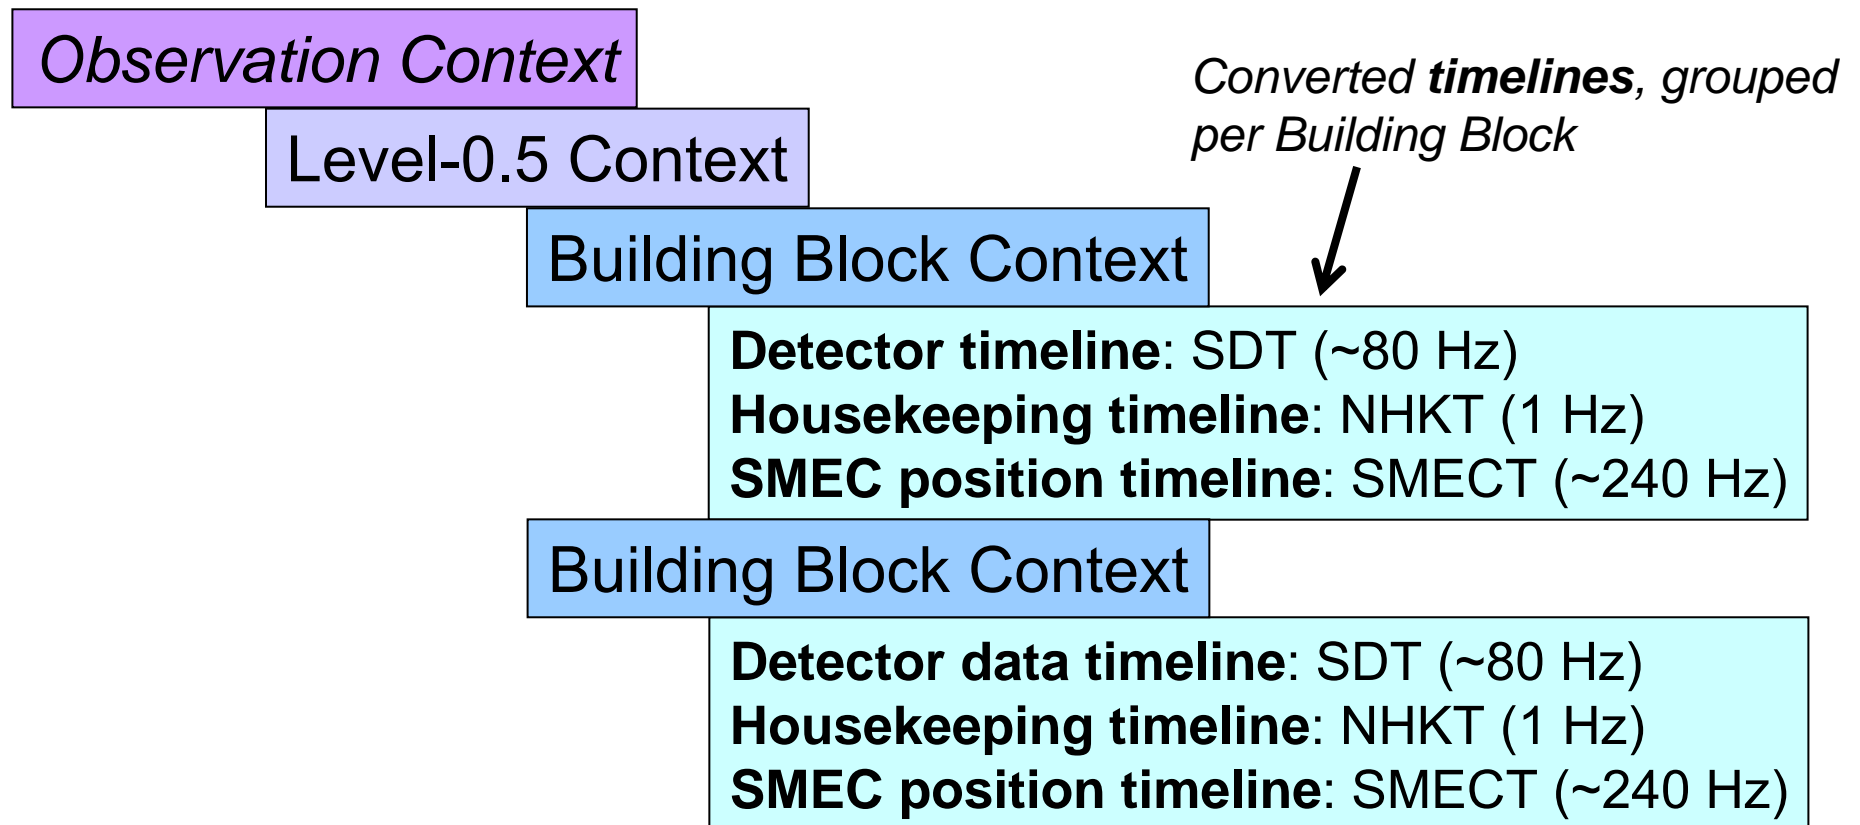 Observation Context
Converted timelines, grouped
per Building Block
Level-0.5 Context
Building Block Context
Detector timeline: SDT (~80 Hz)
Housekeeping timeline: NHKT (1 Hz)
SMEC position timeline: SMECT (~240 Hz)
Building Block Context
Detector data timeline: SDT (~80 Hz)
Housekeeping timeline: NHKT (1 Hz)
SMEC position timeline: SMECT (~240 Hz)